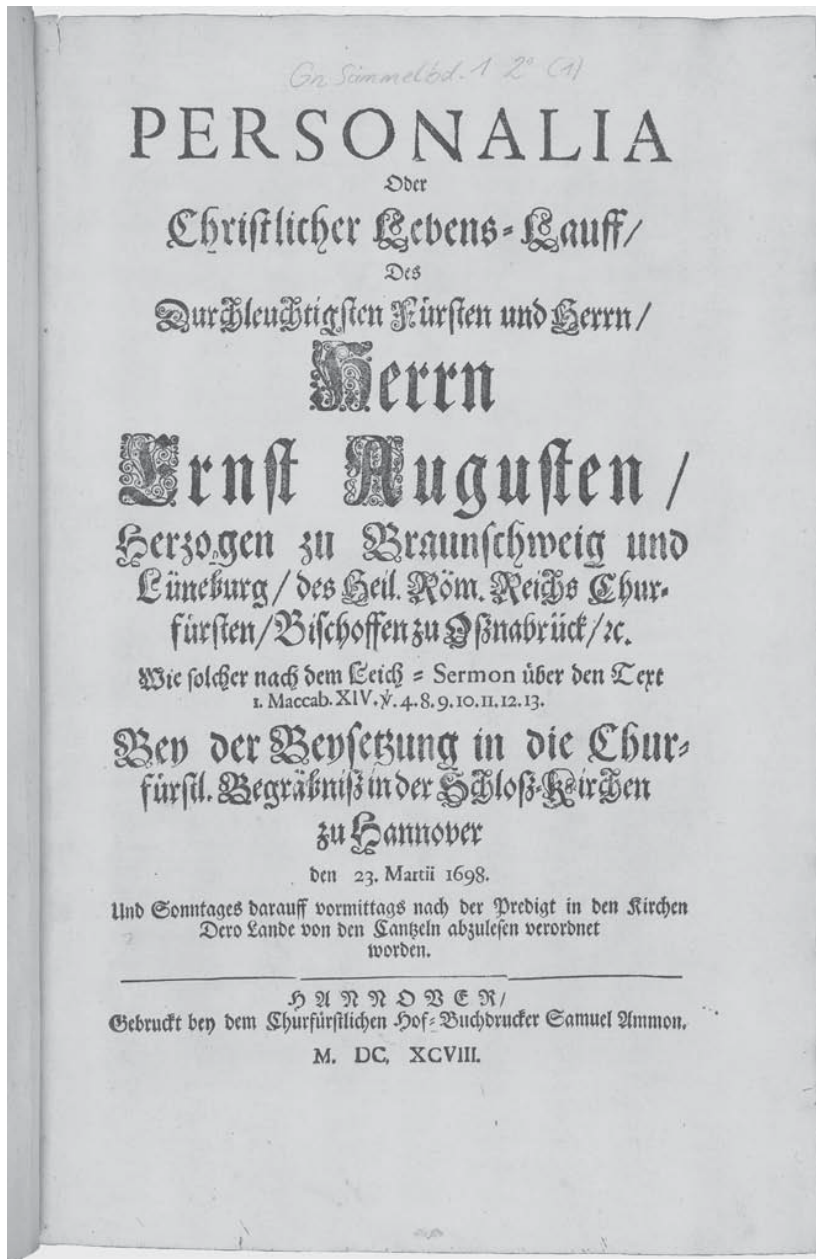 Gn Sammelbd. 1 2° (1)
PERSONALIA
Oder
Christlicher Lebens-Lauff/
Des
Durchleuchtigsten Fürsten und Herrn/
Herrn
Ernst Augusten/
Herzogen zu Braunschweig und
Lüneburg/ des Heil. Röm. Reichs Chur-
fürsten/ Bischoffen zu Oßnabrück/ ꝛc.
Wie solcher nach dem Leich-Sermon über den Text
1. Maccab. XIV. ℣. 4. 8. 9. 10. 11. 12. 13.
Bey der Beysetzung in die Chur-
fürstl. Begräbniß in der Schloß-Kirchen
zu Hannover
den 23. Martii 1698.
Und Sonntages darauff vormittags nach der Predigt in den Kirchen
Dero Lande von den Cantzeln abzulesen verordnet
worden.
HANNOVER/
Gedruckt bey dem Churfürstlichen Hof-Buchdrucker Samuel Ammon.
M. DC. XCVIII.